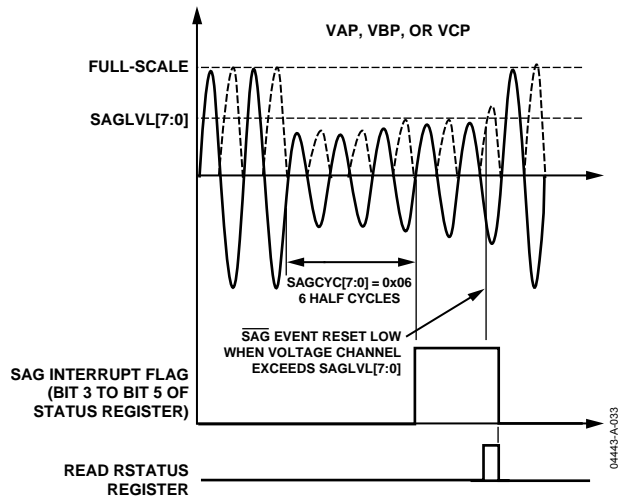 VAP, VBP, OR VCP
FULL-SCALE
SAGLVL[7:0]
SAGCYC[7:0] = 0x06
6 HALF CYCLES
SAG EVENT RESET LOW
WHEN VOLTAGE CHANNEL
EXCEEDS SAGLVL[7:0]
SAG INTERRUPT FLAG
(BIT 3 TO BIT 5 OF
STATUS REGISTER)
READ RSTATUS
REGISTER
04443-A-033